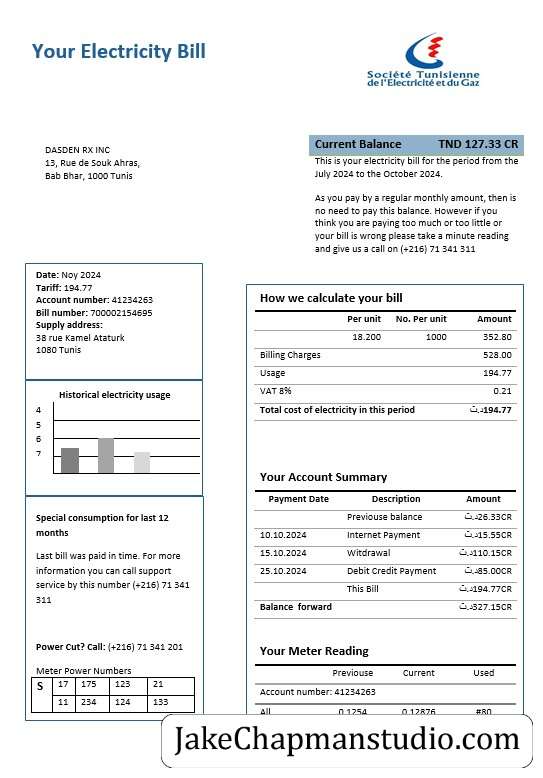 Your Electricity Bill
Société Tunisienne
de l'Electricité et du Gaz
DASDEN RX INC
13, Rue de Souk Ahras,
Bab Bhar, 1000 Tunis
Current Balance TND 127.33 CR
This is your electricity bill for the period from the
July 2024 to the October 2024.
As you pay by a regular monthly amount, then is
no need to pay this balance. However if you
think you are paying too much or too little or
your bill is wrong please take a minute reading
and give us a call on (+216) 71 341 311
Date: Noy 2024
Tariff: 194.77
Account number: 41234263
Bill number: 700002154695
Supply address:
38 rue Kamel Ataturk
1080 Tunis
Historical electricity usage
4
5
6
7
Special consumption for last 12
months
Last bill was paid in time. For more
information you can call support
service by this number (+216) 71 341
311
Power Cut? Call: (+216) 71 341 201
Meter Power Numbers
S 17 175 123 21
11 234 124 133
How we calculate your bill
Per unit No. Per unit Amount
18.200 1000 352.80
Billing Charges 528.00
Usage 194.77
VAT 8% 0.21
Total cost of electricity in this period د.ت194.77
Your Account Summary
Payment Date Description Amount
Previouse balance د.ت26.33CR
10.10.2024 Internet Payment د.ت15.55CR
15.10.2024 Witdrawal د.ت110.15CR
25.10.2024 Debit Credit Payment د.ت85.00CR
This Bill د.ت194.77CR
Balance forward د.ت327.15CR
Your Meter Reading
Previouse Current Used
Account number: 41234263
All 0.1254 0.12876 #80
JakeChapmanstudio.com